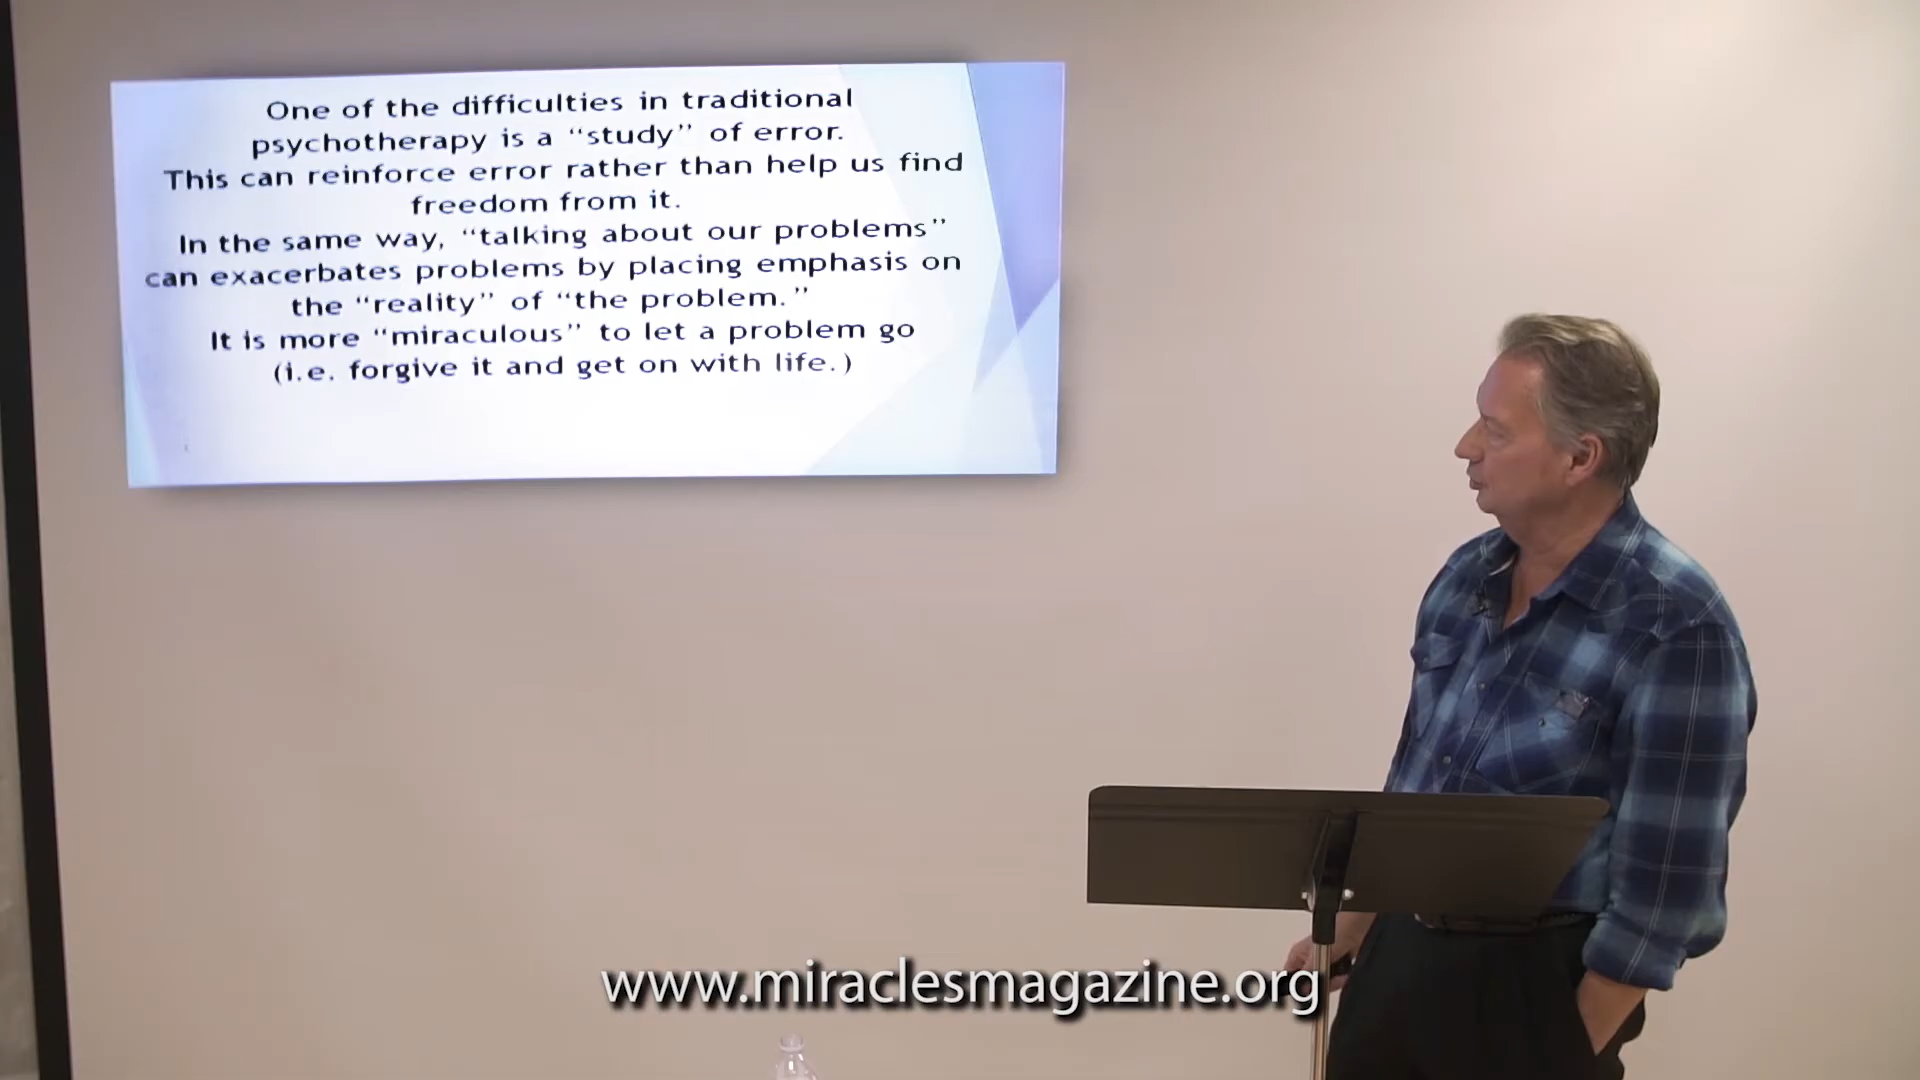 One of the difficulties in traditional
psychotherapy is a “study” of error.
This can reinforce error rather than help us find
freedom from it.
In the same way, “talking about our problems”
can exacerbates problems by placing emphasis on
the “reality” of “the problem.”
It is more “miraculous” to let a problem go
(i.e. forgive it and get on with life.)
www.miraclesmagazine.org